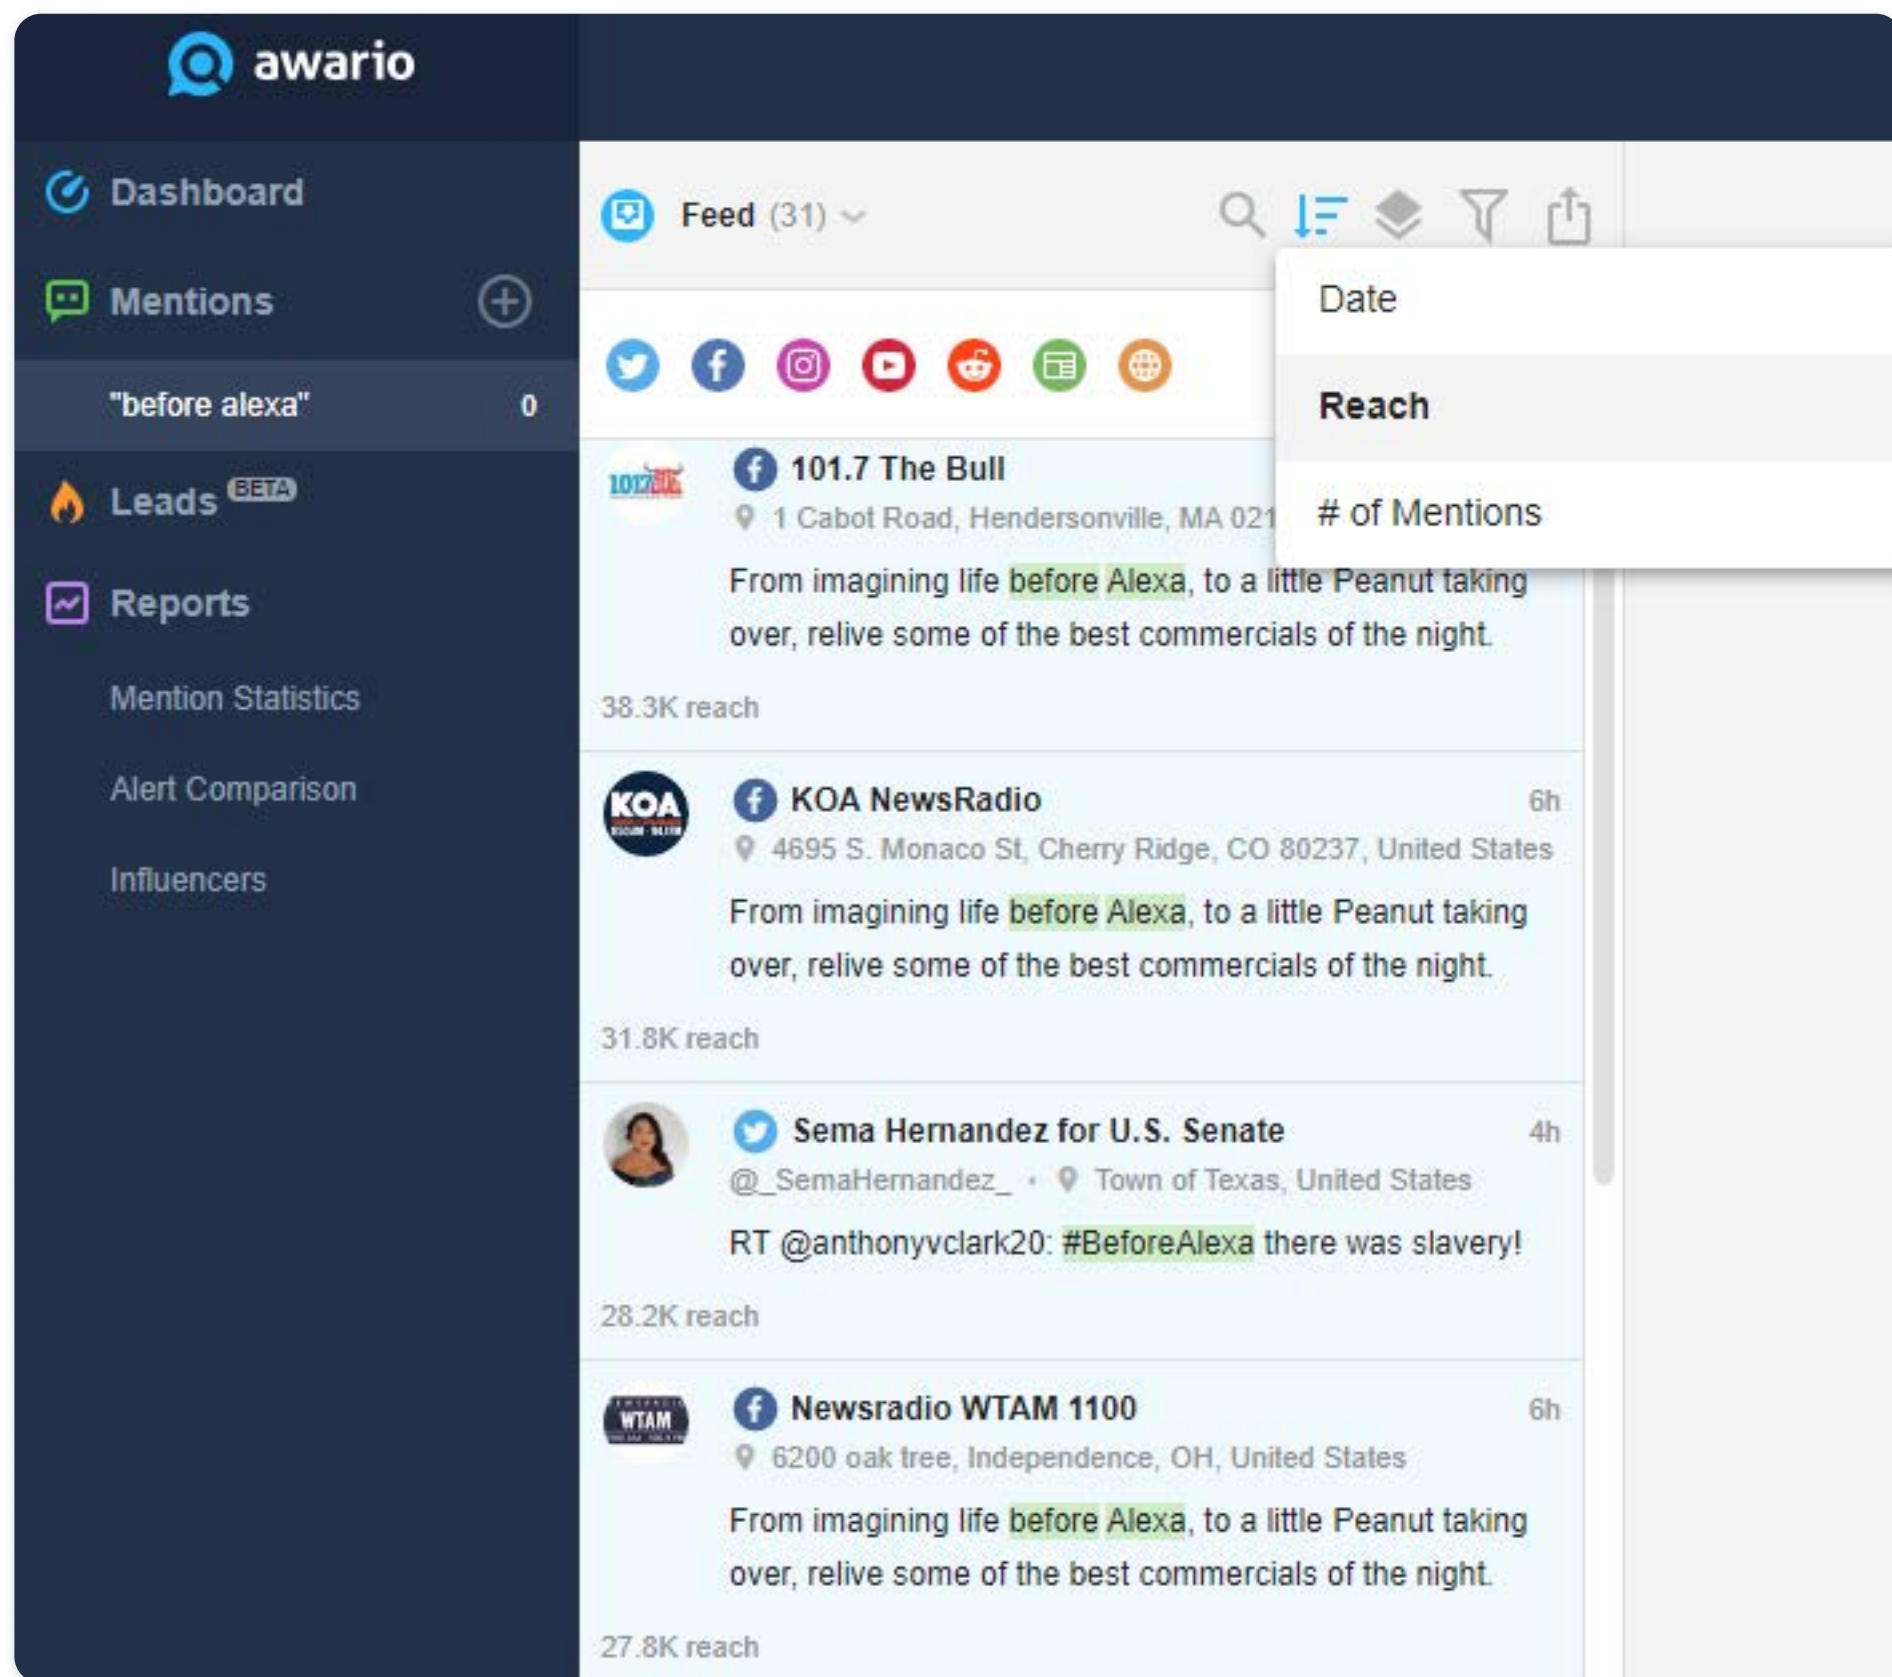 awario
Dashboard
Mentions
"before alexa" 0
Leads BETA
Reports
Mention Statistics
Alert Comparison
Influencers
Feed (31)
Date
Reach
# of Mentions
1017
101.7 The Bull
1 Cabot Road, Hendersonville, MA 021
From imagining life before Alexa, to a little Peanut taking
over, relive some of the best commercials of the night.
38.3K reach
KOA
KOA NewsRadio 6h
4695 S. Monaco St, Cherry Ridge, CO 80237, United States
From imagining life before Alexa, to a little Peanut taking
over, relive some of the best commercials of the night.
31.8K reach
Sema Hernandez for U.S. Senate 4h
@_SemaHernandez_ • Town of Texas, United States
RT @anthonyvclark20: #BeforeAlexa there was slavery!
28.2K reach
WTAM
Newsradio WTAM 1100 6h
6200 oak tree, Independence, OH, United States
From imagining life before Alexa, to a little Peanut taking
over, relive some of the best commercials of the night.
27.8K reach